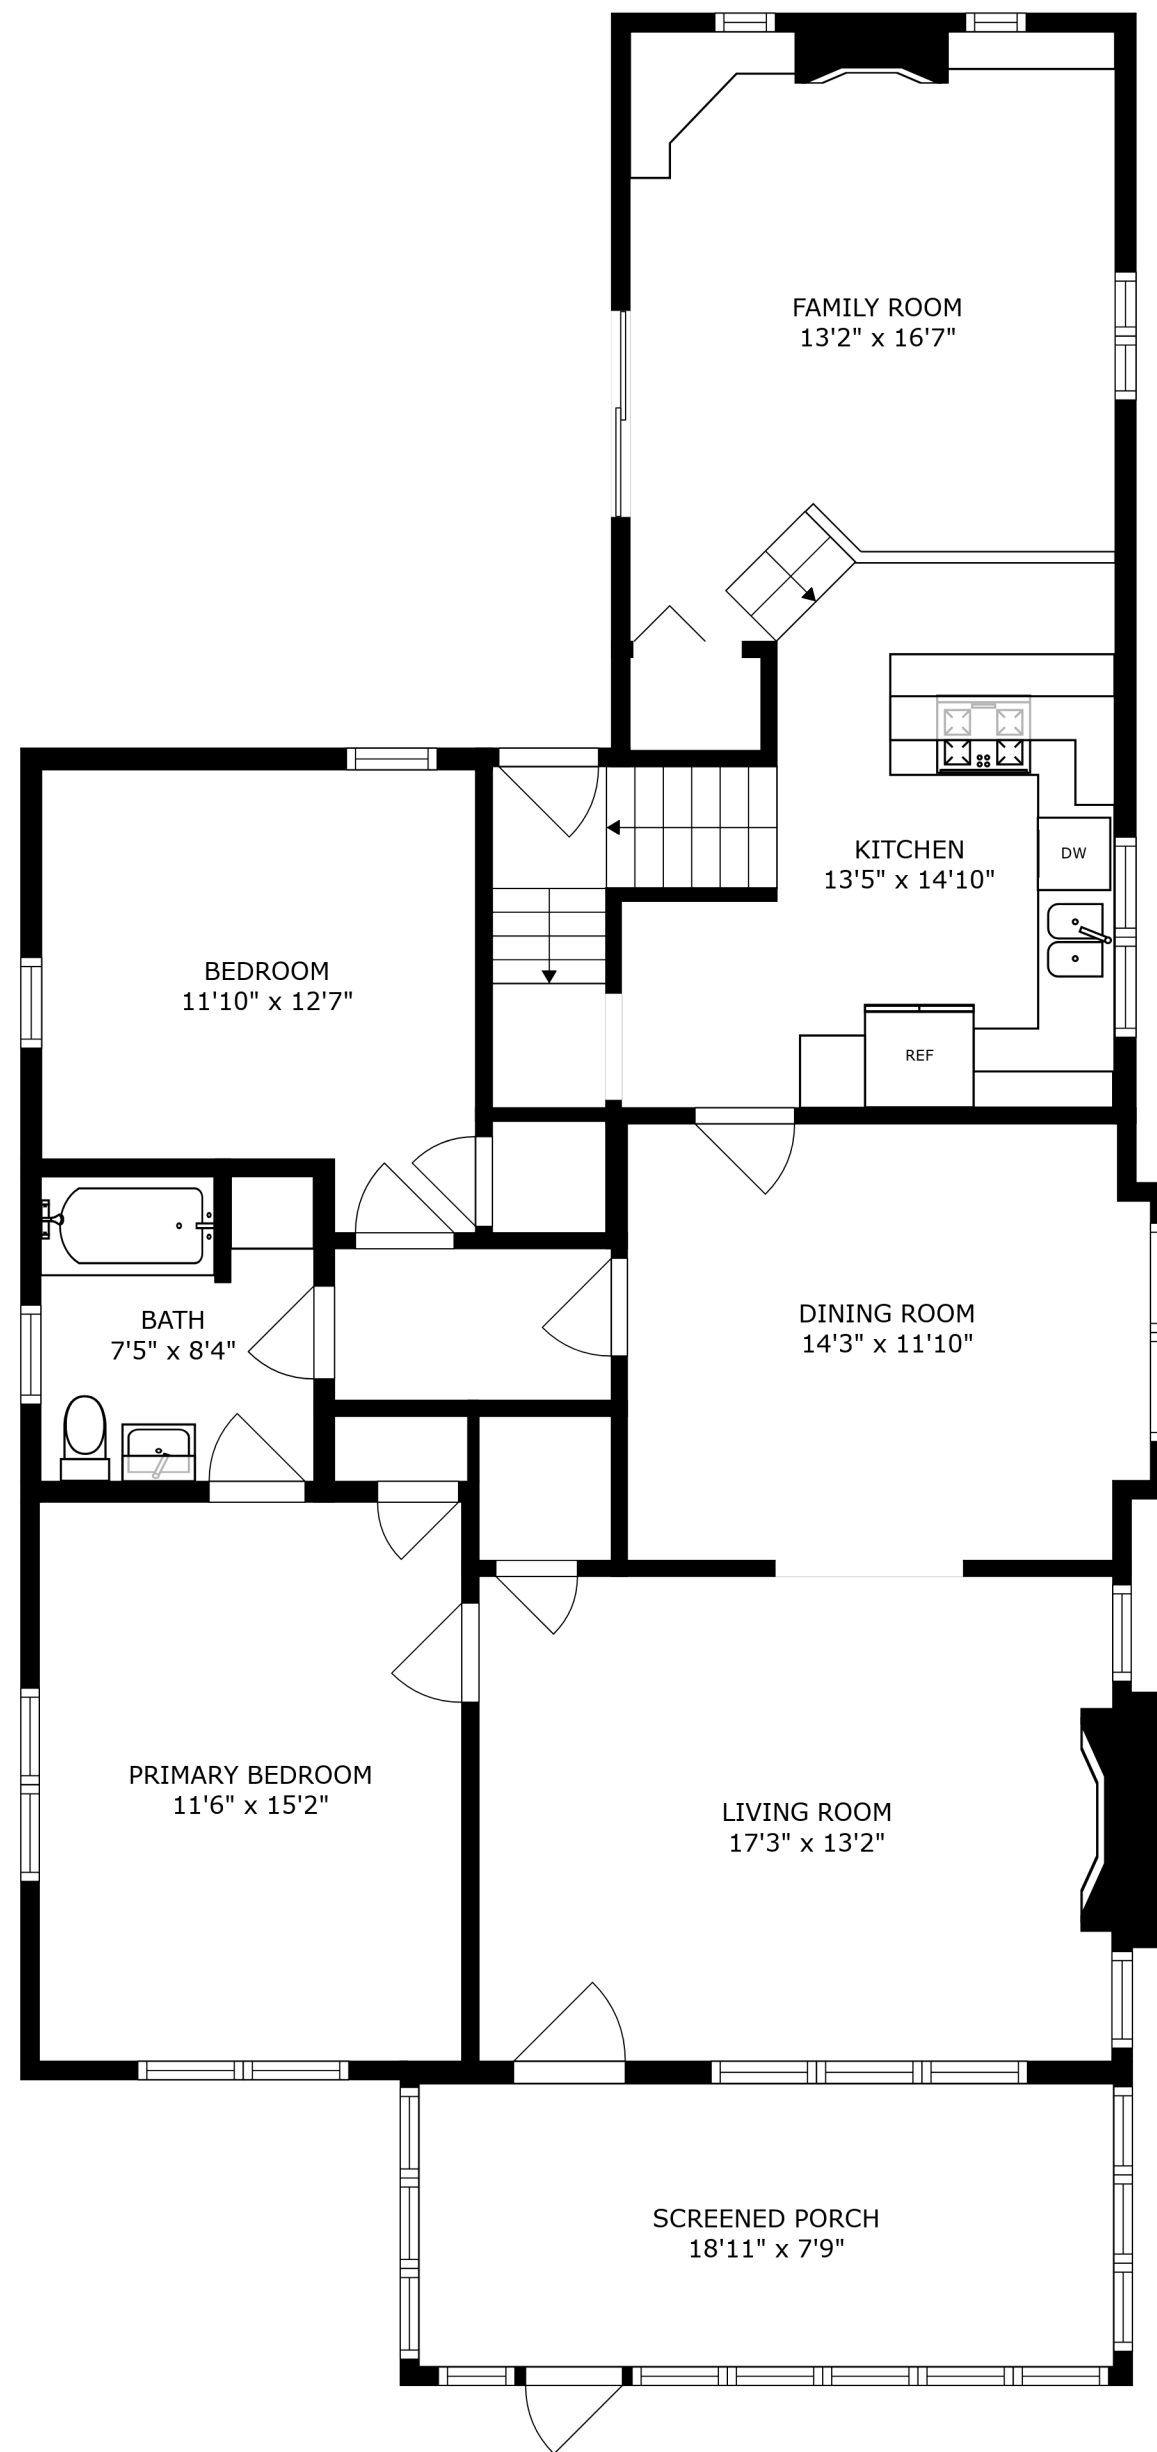 FAMILY ROOM
13'2" x 16'7"
KITCHEN
13'5" x 14'10"
DW
REF
BEDROOM
11'10" x 12'7"
BATH
7'5" x 8'4"
DINING ROOM
14'3" x 11'10"
PRIMARY BEDROOM
11'6" x 15'2"
LIVING ROOM
17'3" x 13'2"
SCREENED PORCH
18'11" x 7'9"